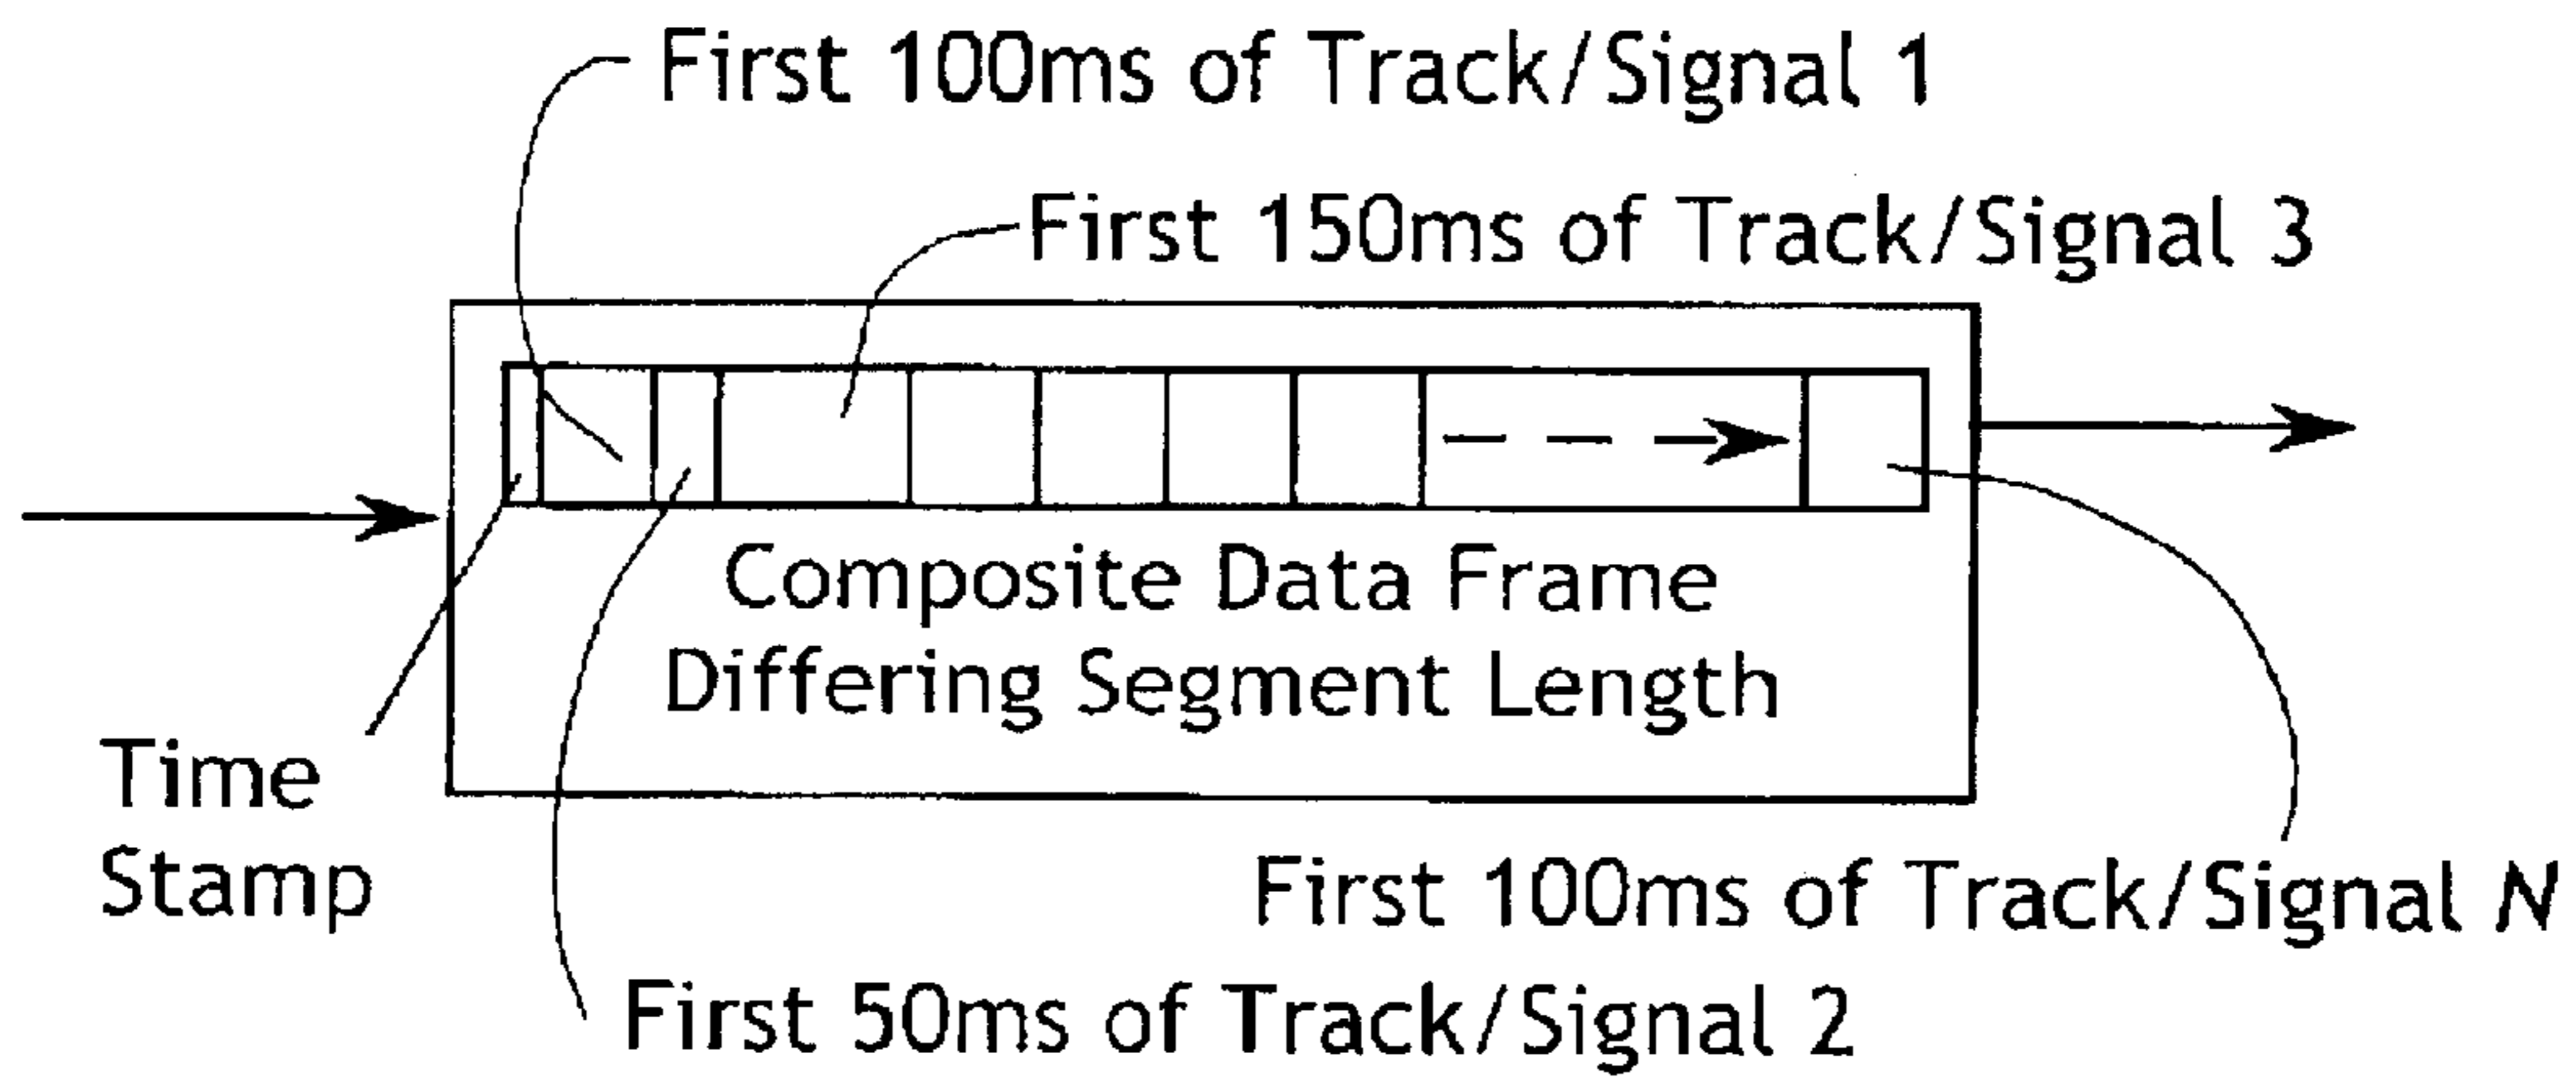 First 100ms of Track/Signal 1
First 150ms of Track/Signal 3
Composite Data Frame
Differing Segment Length
Time
Stamp
First 100ms of Track/Signal N
First 50ms of Track/Signal 2